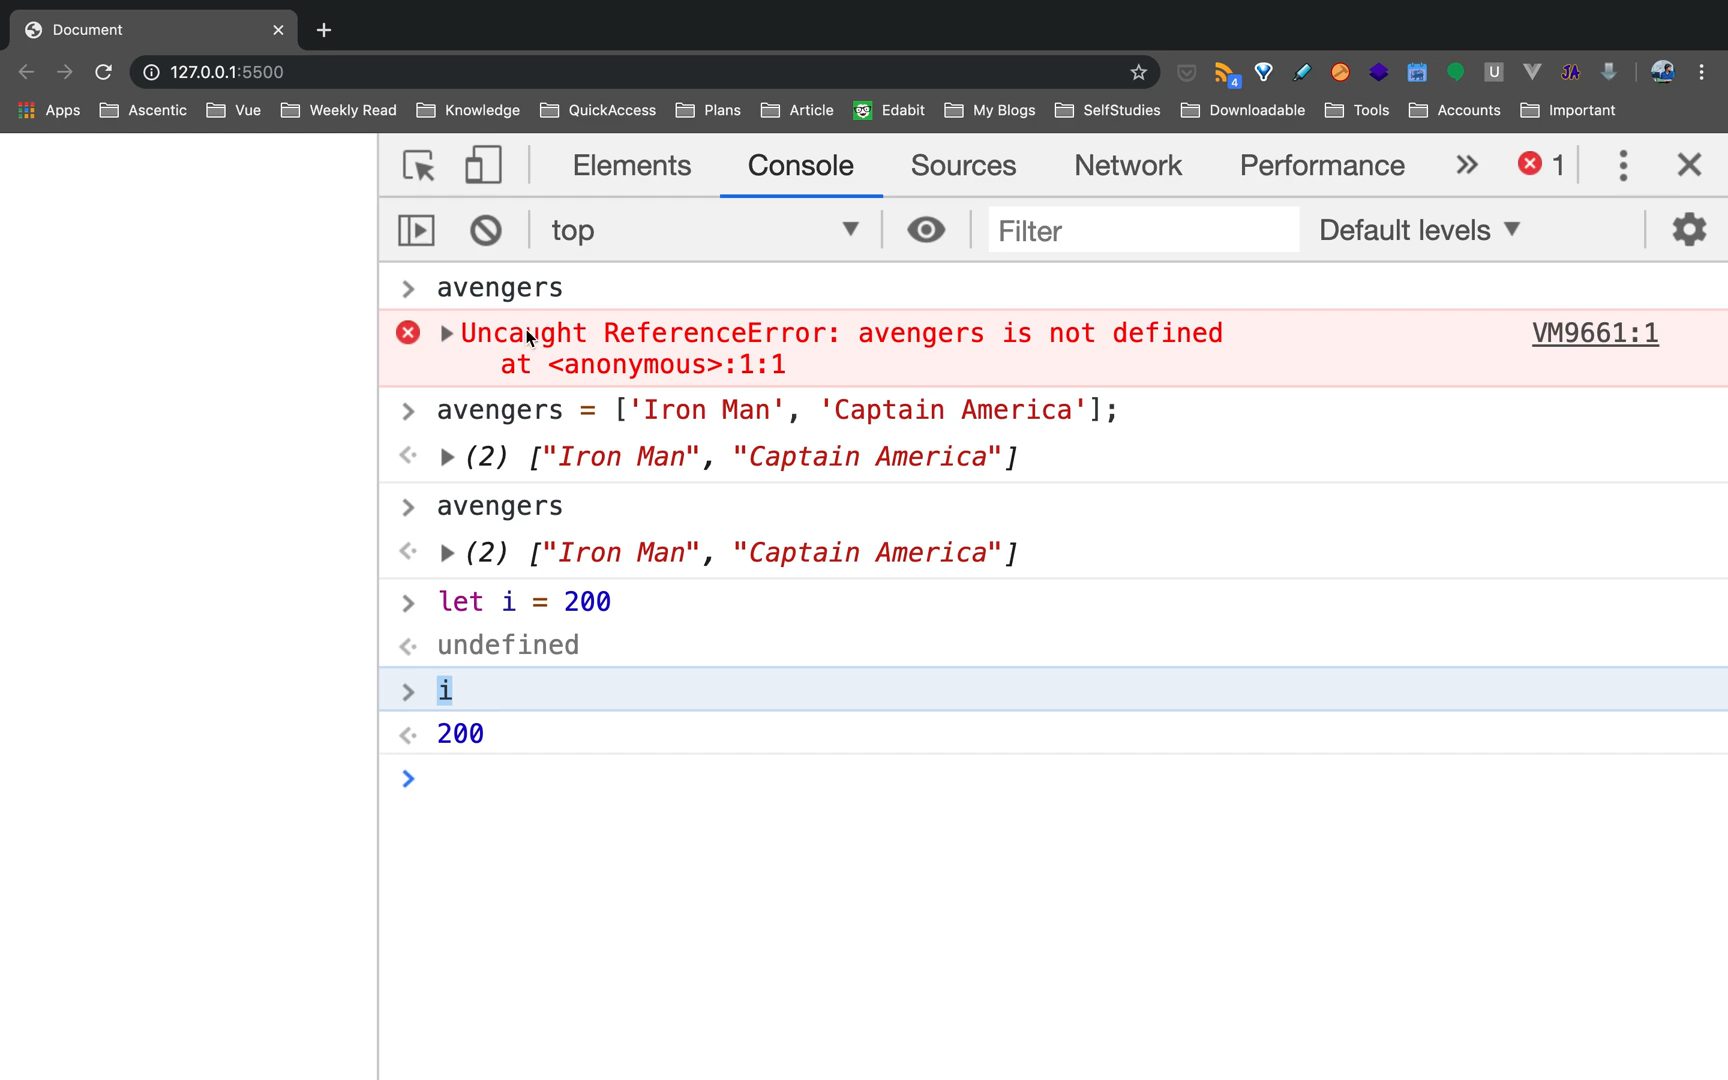 Document
127.0.0.1:5500
4
U
JA
Apps Ascentic Vue Weekly Read Knowledge QuickAccess Plans Article Edabit My Blogs SelfStudies Downloadable Tools Accounts Important
Elements Console Sources Network Performance 1
top Filter Default levels
avengers
Uncaught ReferenceError: avengers is not defined VM9661:1
at <anonymous>:1:1
avengers = ['Iron Man', 'Captain America'];
(2) ["Iron Man", "Captain America"]
avengers
(2) ["Iron Man", "Captain America"]
let i = 200
undefined
i
200